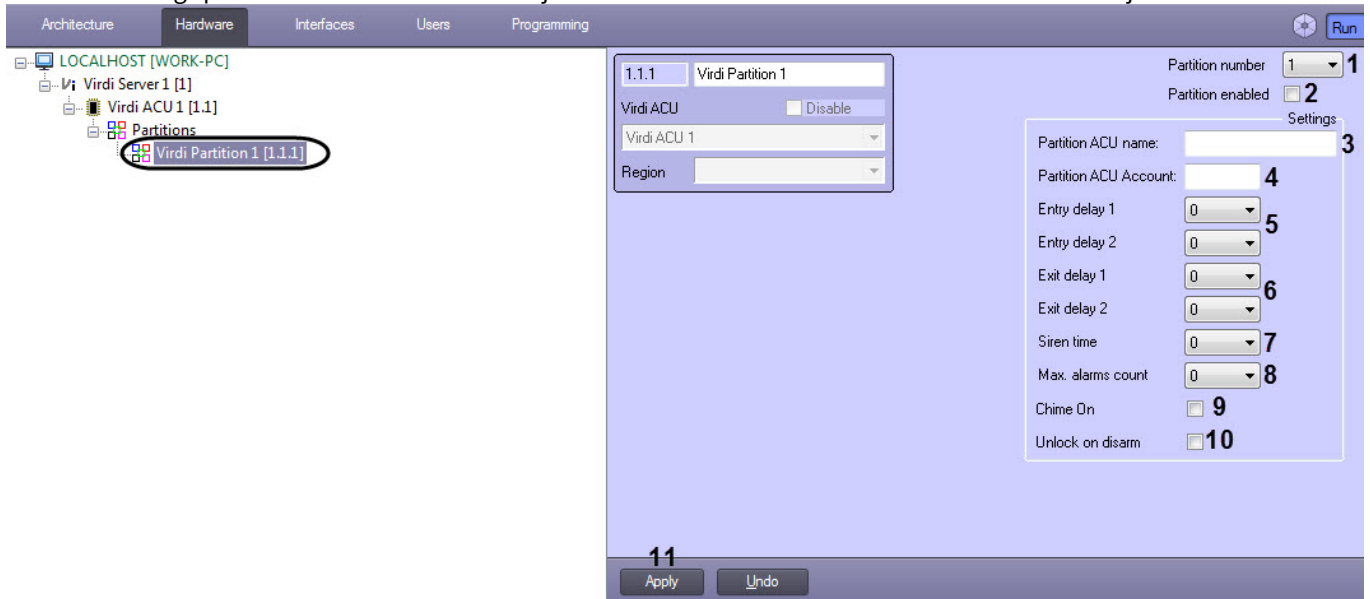 Architecture Hardware Interfaces Users Programming Run
LOCALHOST [WORK-PC]
Virdi Server 1 [1]
Virdi ACU 1 [1.1]
Partitions
Virdi Partition 1 [1.1.1]
1.1.1 Virdi Partition 1
Virdi ACU Disable
Virdi ACU 1
Region
Partition number 1 1
Partition enabled 2
Settings
Partition ACU name: 3
Partition ACU Account: 4
Entry delay 1 0
5
Entry delay 2 0
Exit delay 1 0
6
Exit delay 2 0
Siren time 0 7
Max. alarms count 0 8
Chime On 9
Unlock on disarm 10
11
Apply Undo